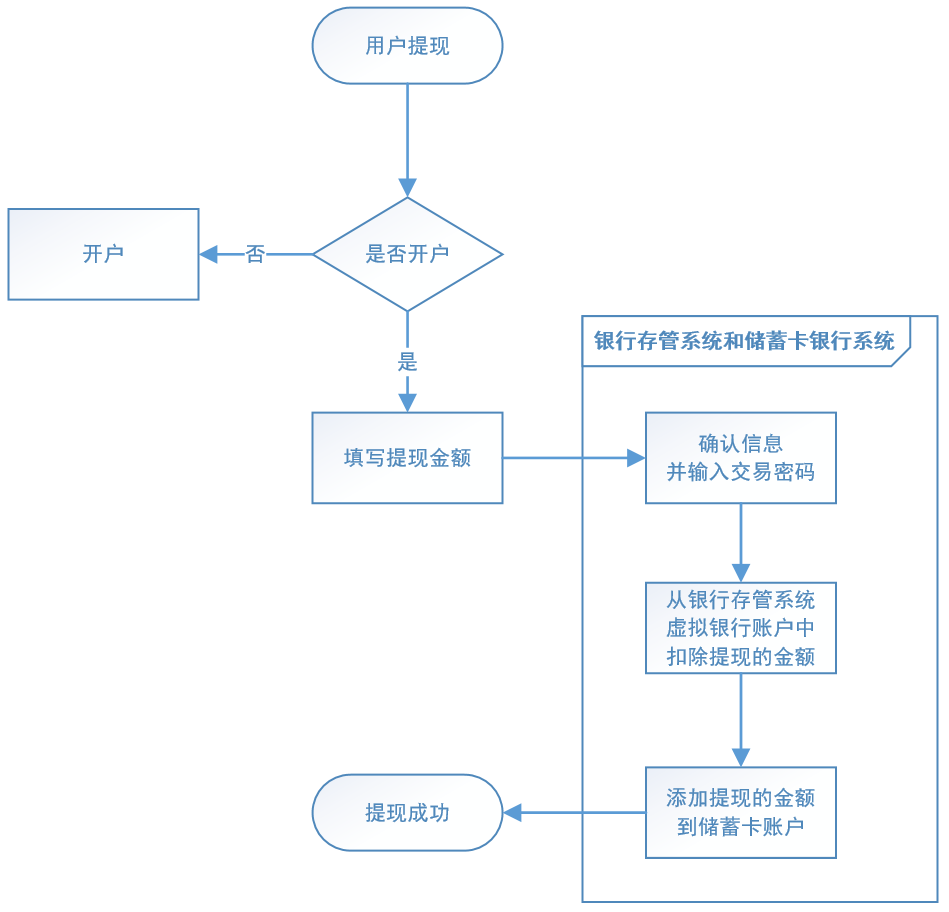 用户提现
开户
否
是否开户
是
银行存管系统和储蓄卡银行系统
填写提现金额
确认信息
并输入交易密码
从银行存管系统
虚拟银行账户中
扣除提现的金额
添加提现的金额
到储蓄卡账户
提现成功